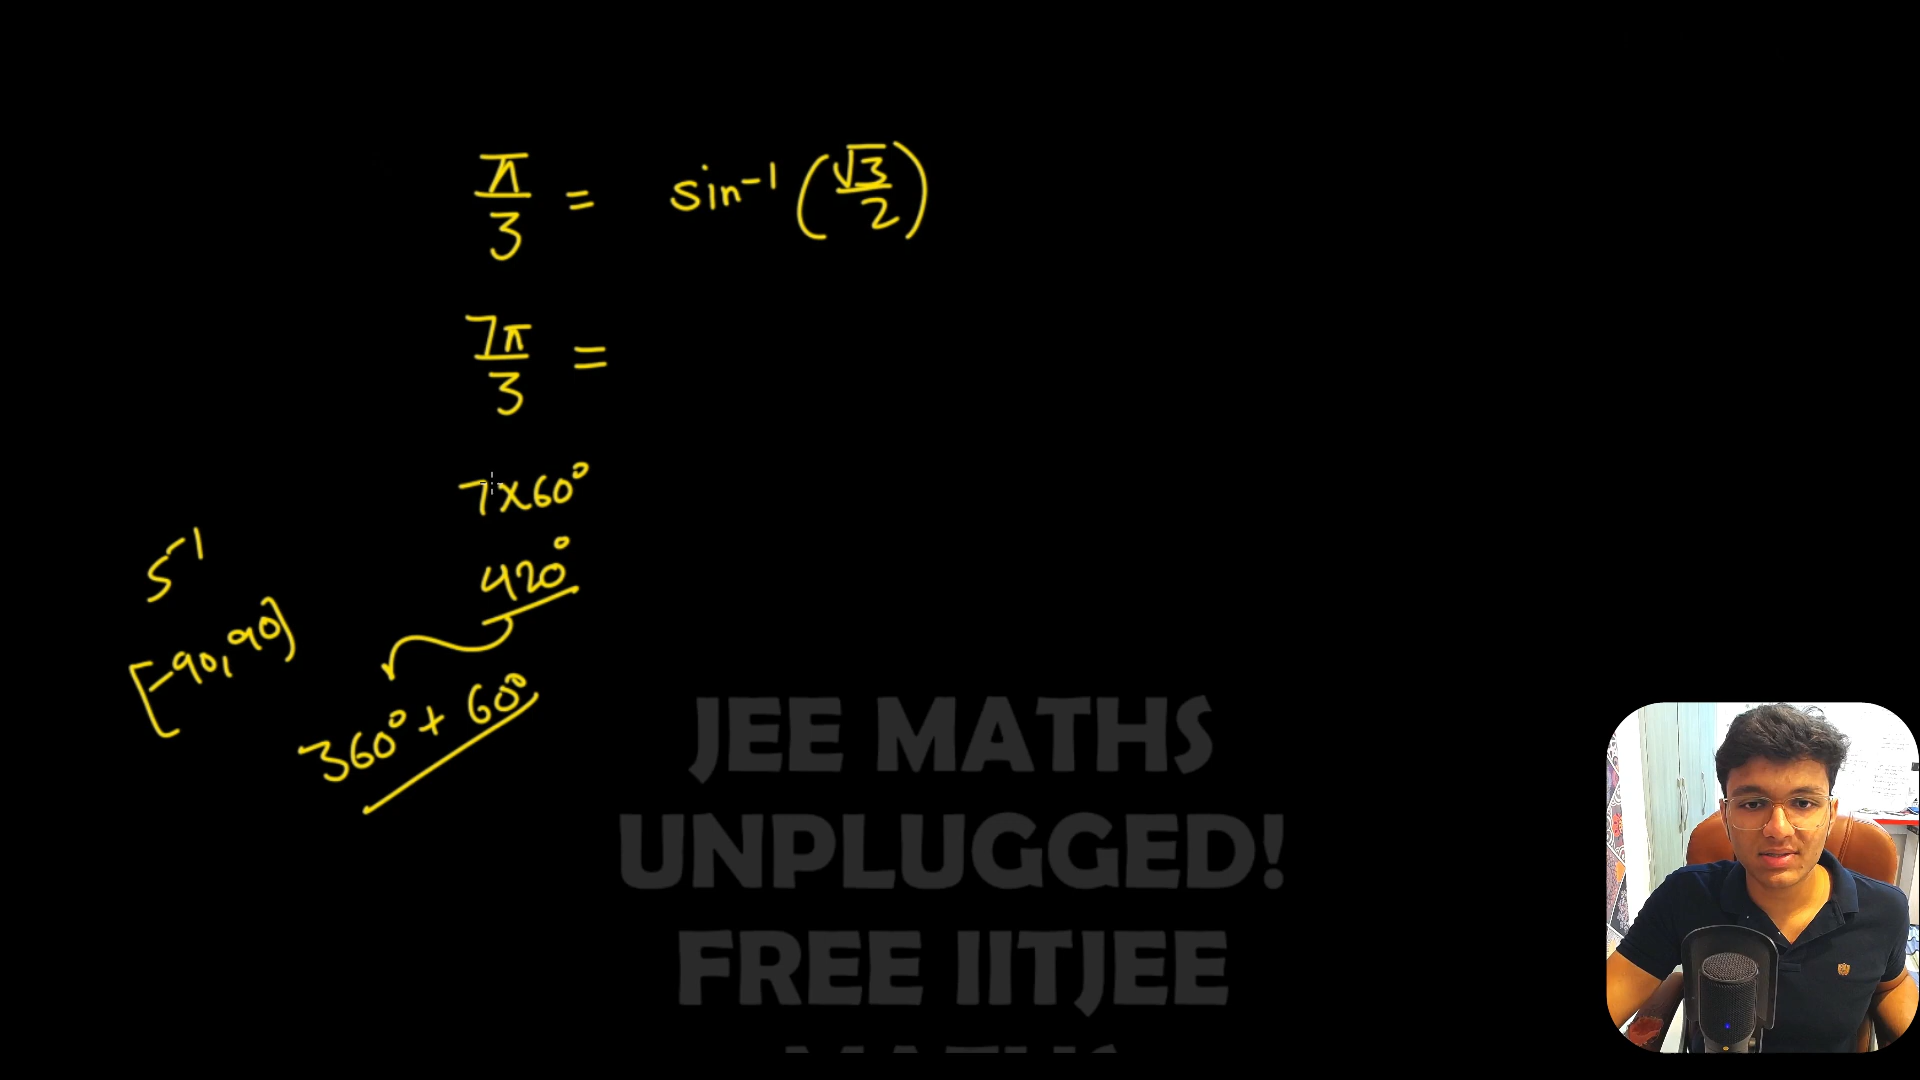 π/3 = sin⁻¹(√3/2)
7π/3 =
7×60°
420°
S⁻¹
[-90, 90]
360° + 60°
JEE MATHS
UNPLUGGED!
FREE IITJEE
MATHS